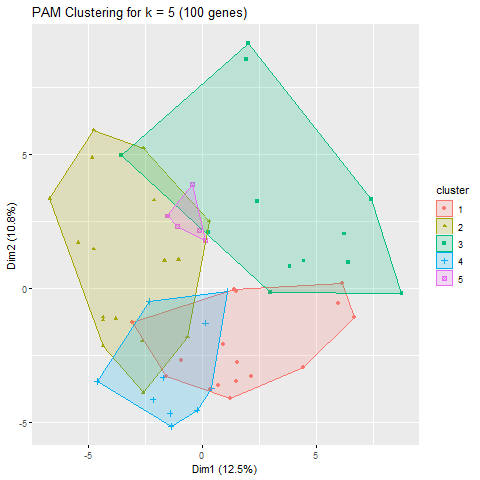 PAM Clustering for k = 5 (100 genes)
Dim2 (10.8%)
5
0
-5
-5
0
5
Dim1 (12.5%)
cluster
1
2
3
4
5